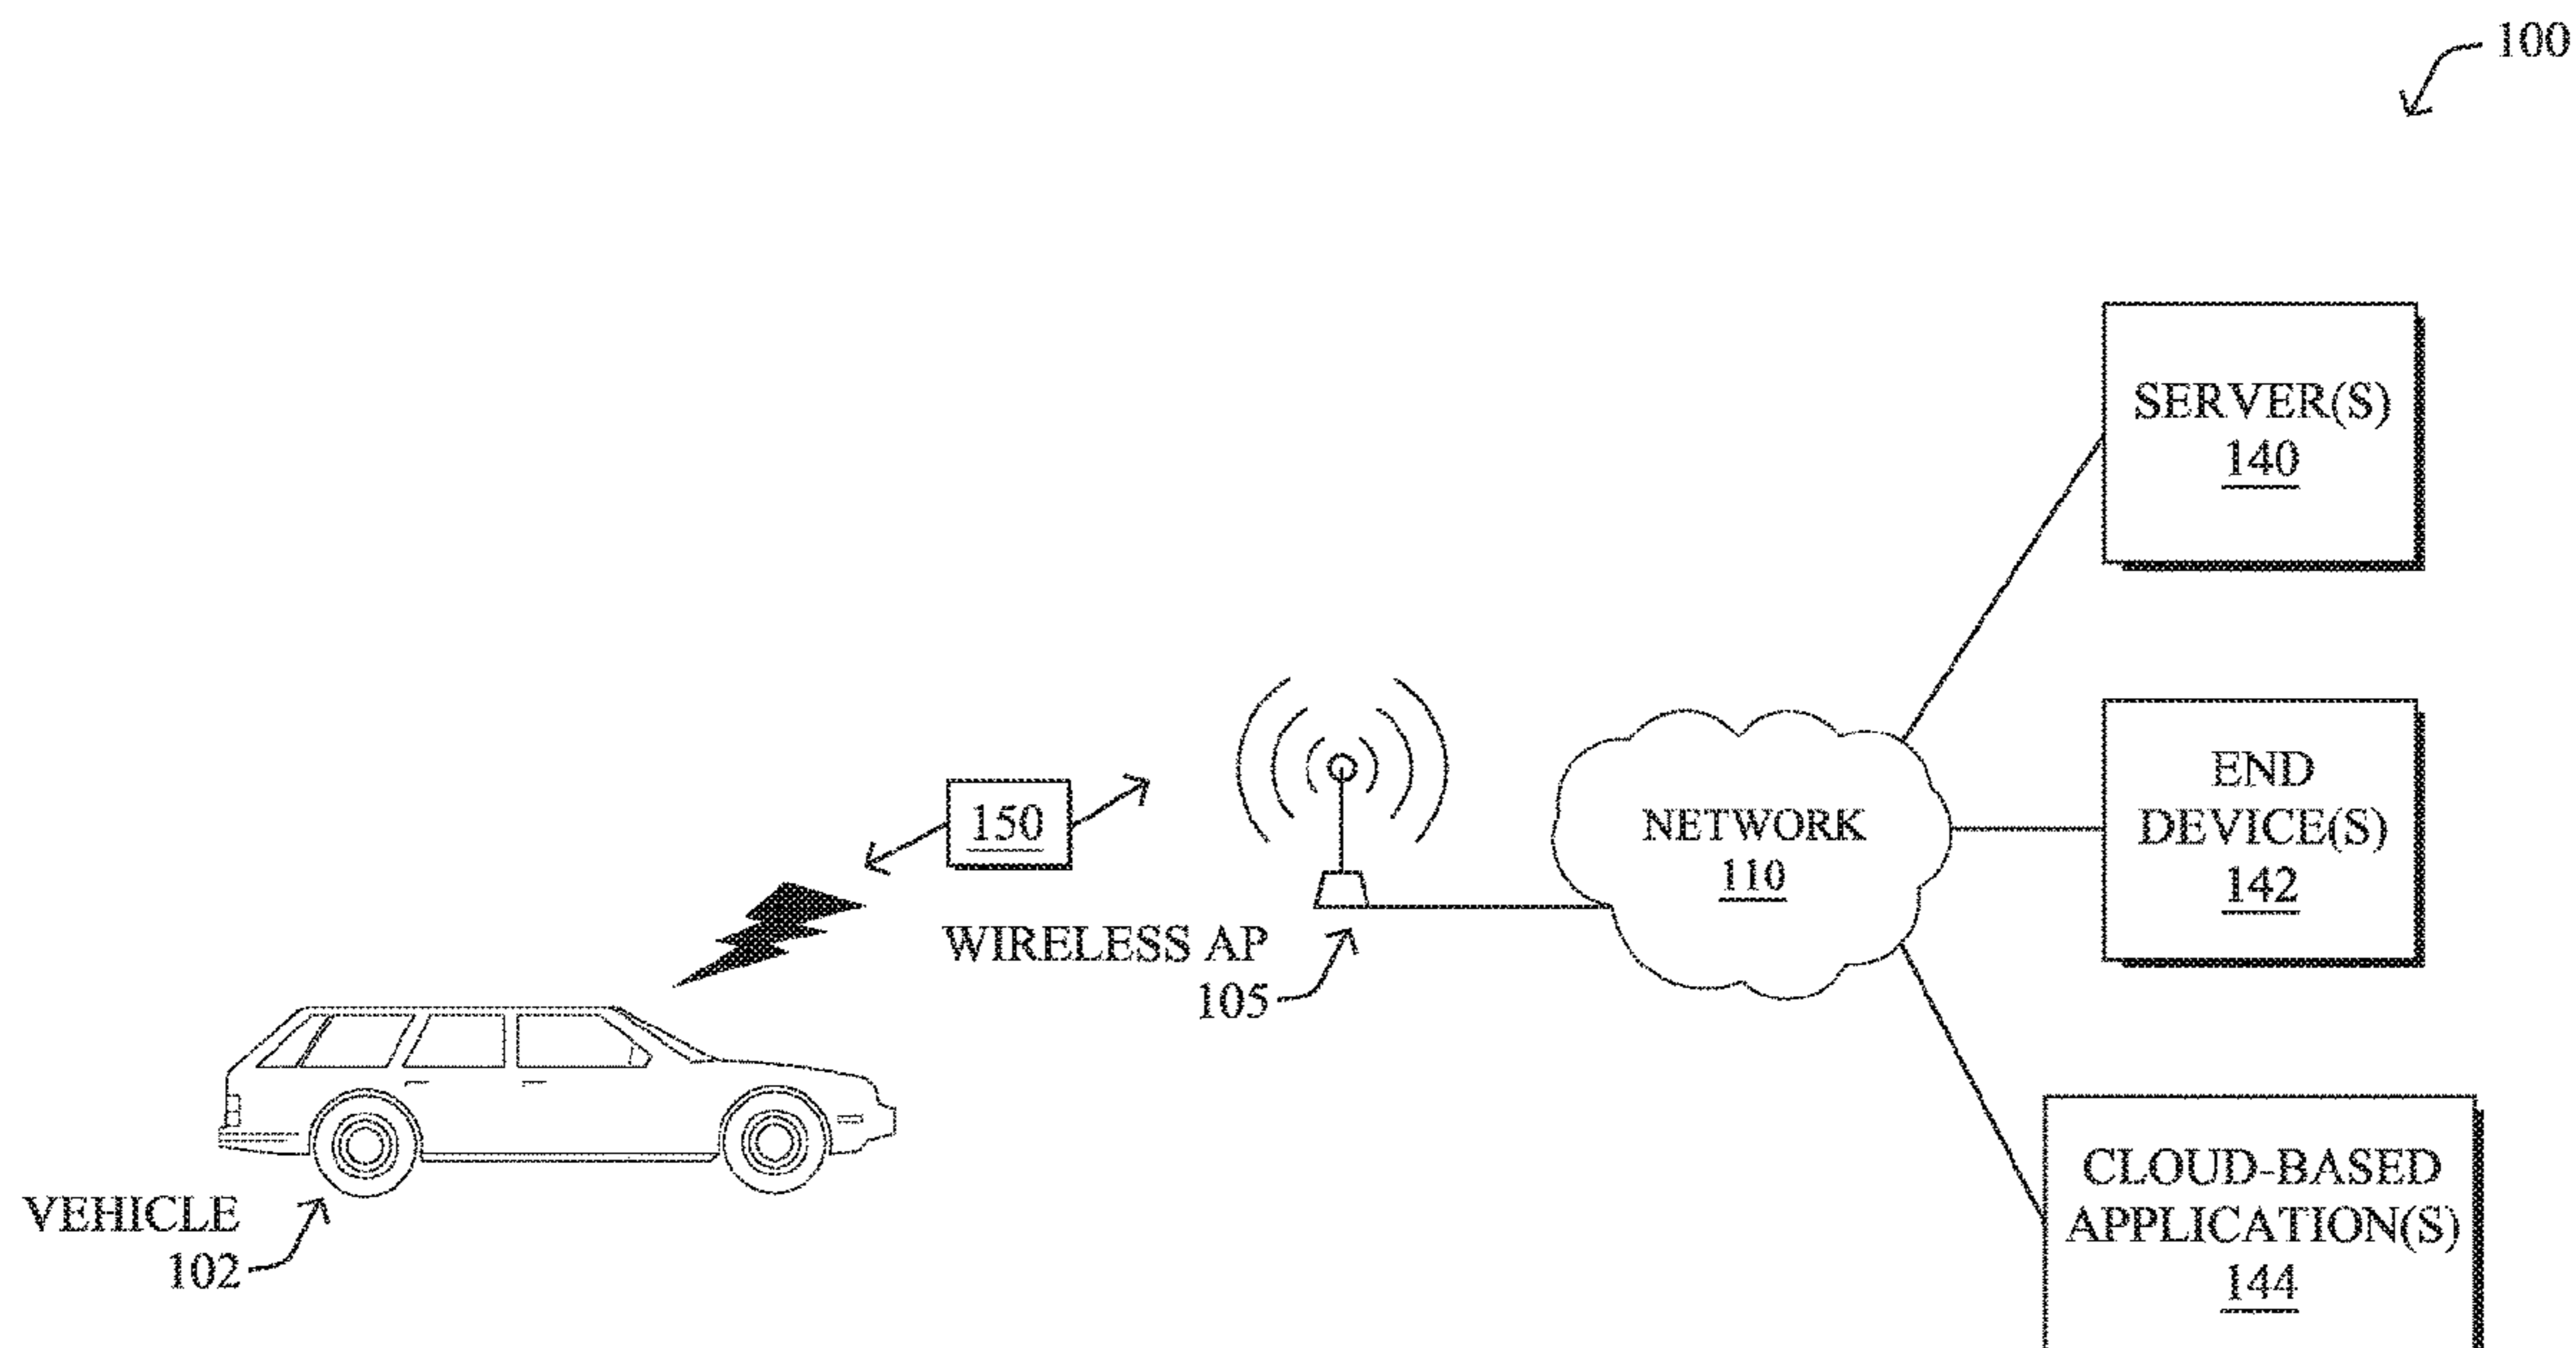 100
SERVER(S)
140
END
DEVICE(S)
142
150
NETWORK
110
WIRELESS AP
105
CLOUD-BASED
APPLICATION(S)
144
VEHICLE
102